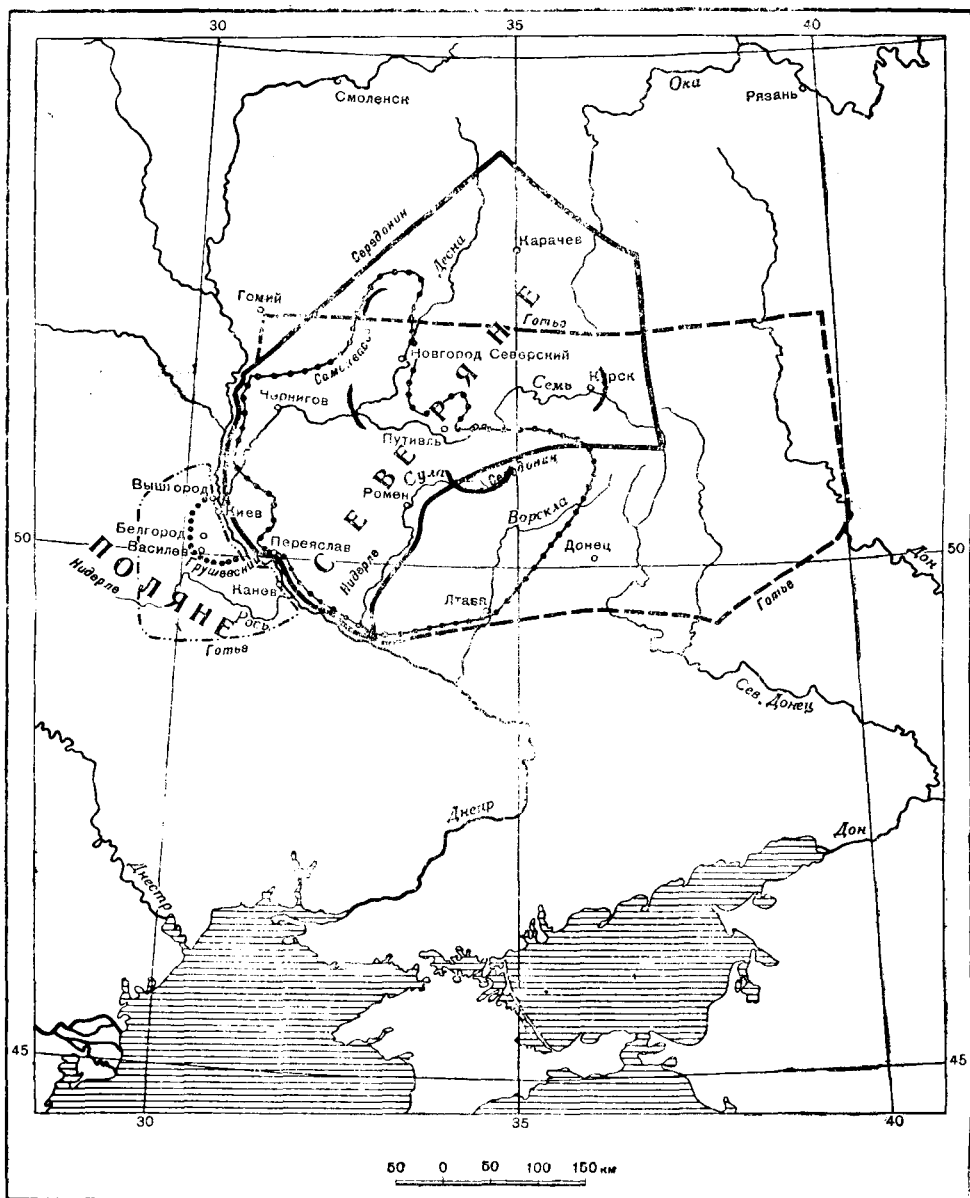 30 35 40
Смоленск
Ока
Рязань
Середонин
Десна
Карачев
Гомий
Готье
Новгород Северский
Самоквасов
Семь
Курск
Чернигов
Путивль
СЕВЕРЯНЕ
Сула
Середонин
Ромен
Ворскла
Вышгород
Киев
Белгород
50
Василев
Переяслав
Донец
50
Грушевский
Нидерле
Дон
ПОЛЯНЕ
Нидерле
Канев
Лтава
Готье
Рось
Готье
Сев. Донец
Днепр
Дон
Днестр
45
45
30 35 40
50 0 50 100 150 км